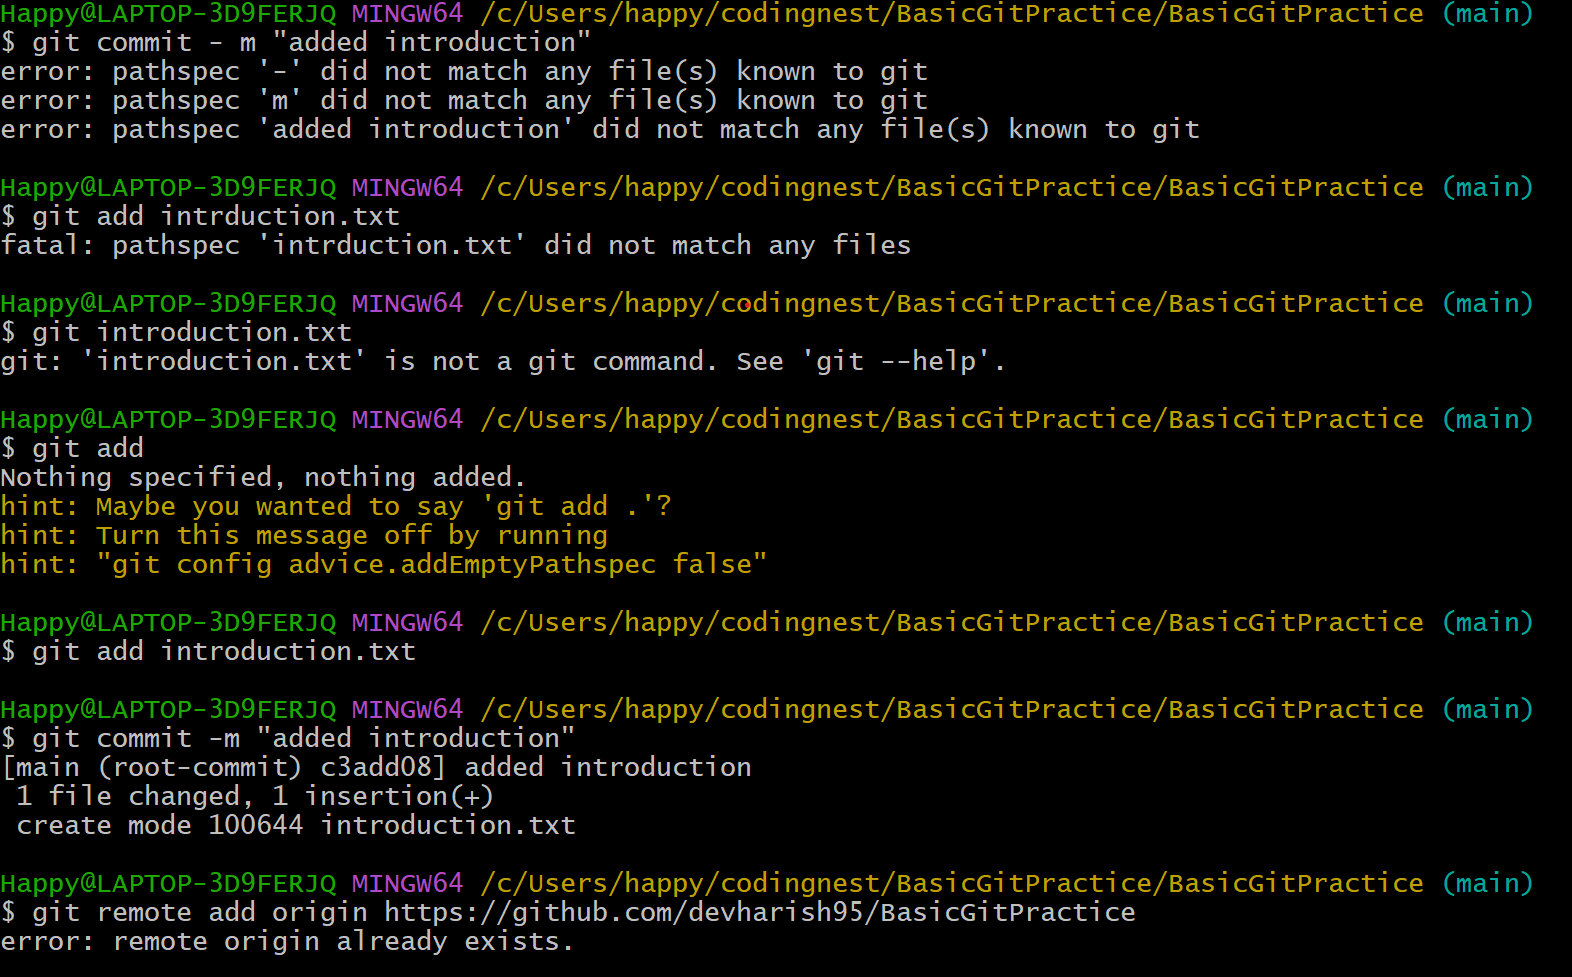 Happy@LAPTOP-3D9FERJQ MINGW64 /c/Users/happy/codingnest/BasicGitPractice/BasicGitPractice (main)
$ git commit - m "added introduction"
error: pathspec '-' did not match any file(s) known to git
error: pathspec 'm' did not match any file(s) known to git
error: pathspec 'added introduction' did not match any file(s) known to git

Happy@LAPTOP-3D9FERJQ MINGW64 /c/Users/happy/codingnest/BasicGitPractice/BasicGitPractice (main)
$ git add intrduction.txt
fatal: pathspec 'intrduction.txt' did not match any files

Happy@LAPTOP-3D9FERJQ MINGW64 /c/Users/happy/codingnest/BasicGitPractice/BasicGitPractice (main)
$ git introduction.txt
git: 'introduction.txt' is not a git command. See 'git --help'.

Happy@LAPTOP-3D9FERJQ MINGW64 /c/Users/happy/codingnest/BasicGitPractice/BasicGitPractice (main)
$ git add
Nothing specified, nothing added.
hint: Maybe you wanted to say 'git add .'?
hint: Turn this message off by running
hint: "git config advice.addEmptyPathspec false"

Happy@LAPTOP-3D9FERJQ MINGW64 /c/Users/happy/codingnest/BasicGitPractice/BasicGitPractice (main)
$ git add introduction.txt

Happy@LAPTOP-3D9FERJQ MINGW64 /c/Users/happy/codingnest/BasicGitPractice/BasicGitPractice (main)
$ git commit -m "added introduction"
[main (root-commit) c3add08] added introduction
 1 file changed, 1 insertion(+)
 create mode 100644 introduction.txt

Happy@LAPTOP-3D9FERJQ MINGW64 /c/Users/happy/codingnest/BasicGitPractice/BasicGitPractice (main)
$ git remote add origin https://github.com/devharish95/BasicGitPractice
error: remote origin already exists.